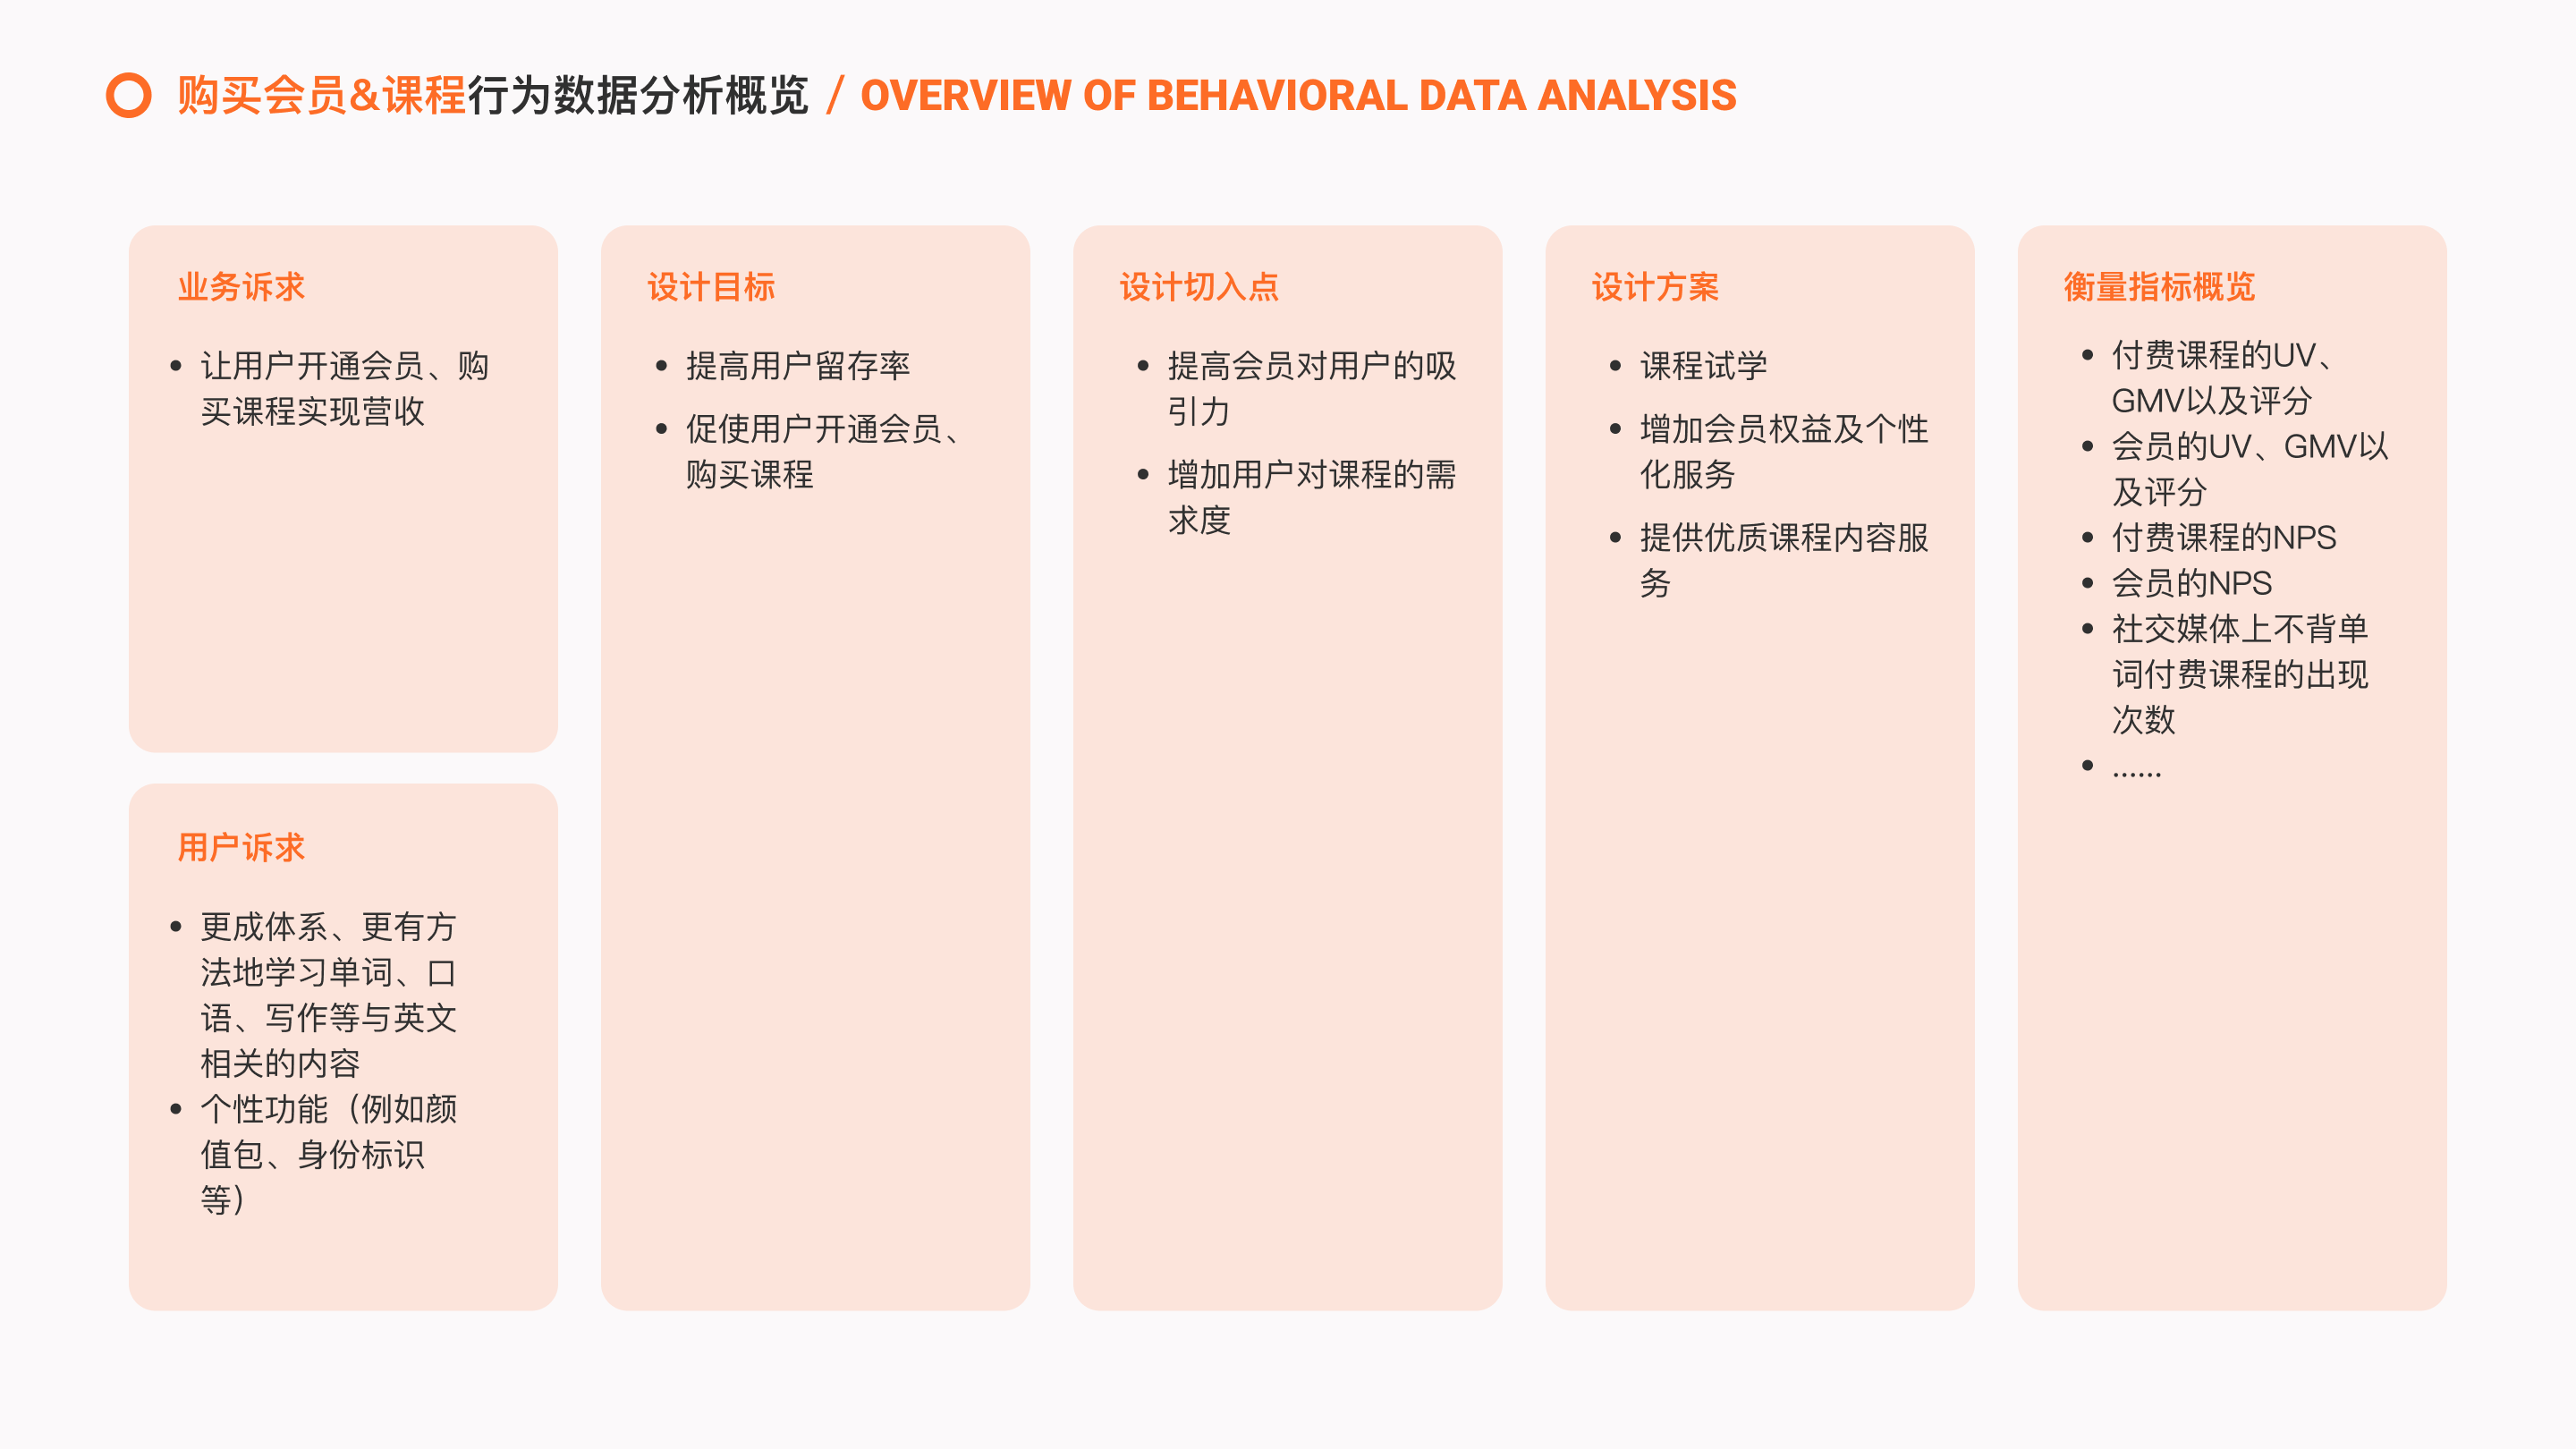 购买会员&课程行为数据分析概览 / OVERVIEW OF BEHAVIORAL DATA ANALYSIS
业务诉求
• 让用户开通会员、购
买课程实现营收
用户诉求
• 更成体系、更有方
法地学习单词、口
语、写作等与英文
相关的内容
• 个性功能（例如颜
值包、身份标识
等）
设计目标
• 提高用户留存率
• 促使用户开通会员、
购买课程
设计切入点
• 提高会员对用户的吸
引力
• 增加用户对课程的需
求度
设计方案
• 课程试学
• 增加会员权益及个性
化服务
• 提供优质课程内容服
务
衡量指标概览
• 付费课程的UV、
GMV以及评分
• 会员的UV、GMV以
及评分
• 付费课程的NPS
• 会员的NPS
• 社交媒体上不背单
词付费课程的出现
次数
• ……